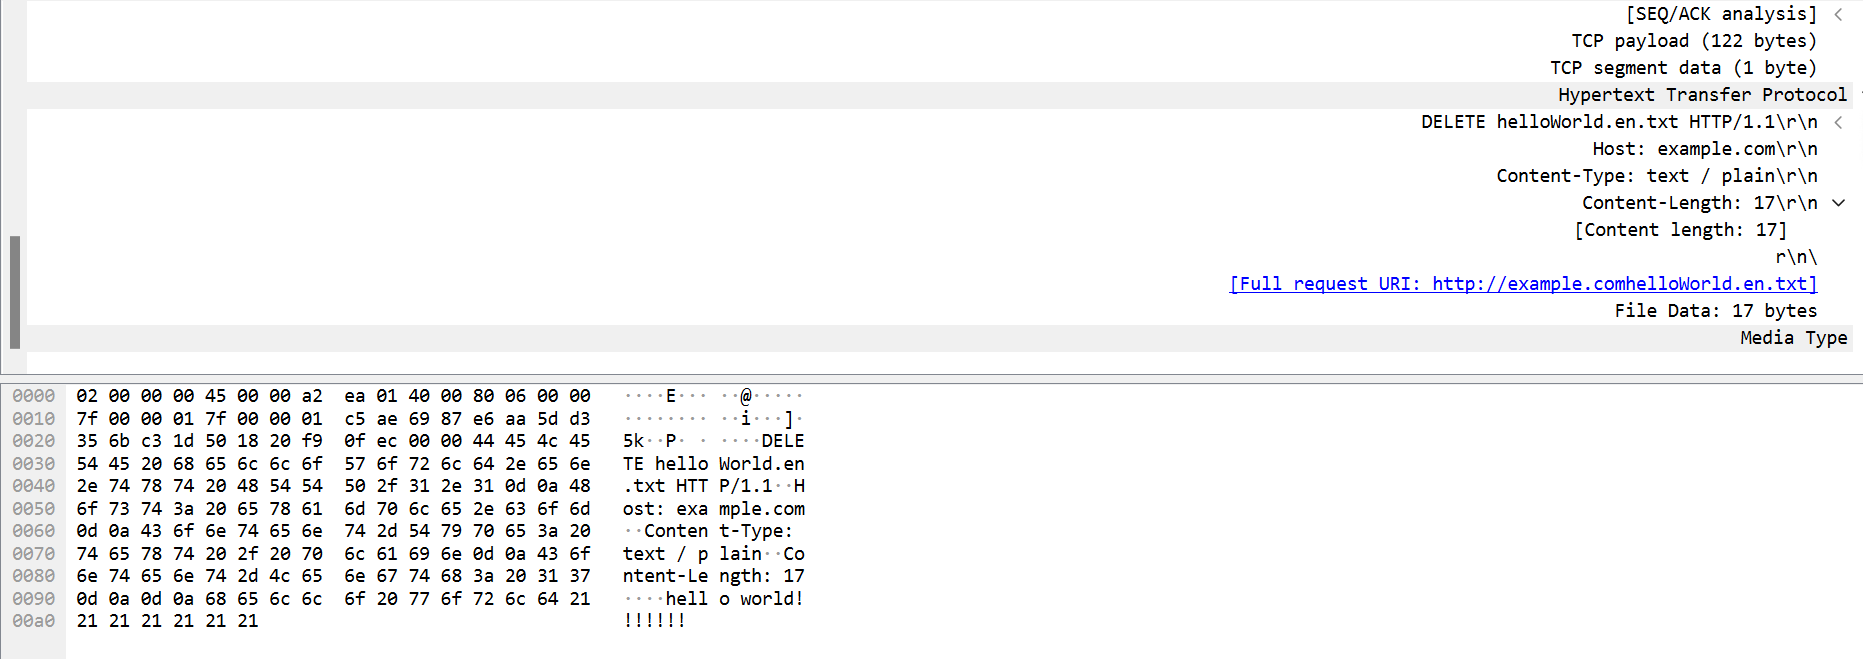 [SEQ/ACK analysis]
TCP payload (122 bytes)
TCP segment data (1 byte)
Hypertext Transfer Protocol
DELETE helloWorld.en.txt HTTP/1.1\r\n
Host: example.com\r\n
Content-Type: text / plain\r\n
Content-Length: 17\r\n
[Content length: 17]
r\n\
[Full request URI: http://example.comhelloWorld.en.txt]
File Data: 17 bytes
Media Type
0000 02 00 00 00 45 00 00 a2 ea 01 40 00 80 06 00 00 ····E··· ··@·····
0010 7f 00 00 01 7f 00 00 01 c5 ae 69 87 e6 aa 5d d3 ········ ··i···]·
0020 35 6b c3 1d 50 18 20 f9 0f ec 00 00 44 45 4c 45 5k··P· · ····DELE
0030 54 45 20 68 65 6c 6c 6f 57 6f 72 6c 64 2e 65 6e TE hello World.en
0040 2e 74 78 74 20 48 54 54 50 2f 31 2e 31 0d 0a 48 .txt HTT P/1.1··H
0050 6f 73 74 3a 20 65 78 61 6d 70 6c 65 2e 63 6f 6d ost: exa mple.com
0060 0d 0a 43 6f 6e 74 65 6e 74 2d 54 79 70 65 3a 20 ··Conten t-Type:
0070 74 65 78 74 20 2f 20 70 6c 61 69 6e 0d 0a 43 6f text / p lain··Co
0080 6e 74 65 6e 74 2d 4c 65 6e 67 74 68 3a 20 31 37 ntent-Le ngth: 17
0090 0d 0a 0d 0a 68 65 6c 6c 6f 20 77 6f 72 6c 64 21 ····hell o world!
00a0 21 21 21 21 21 21 !!!!!!